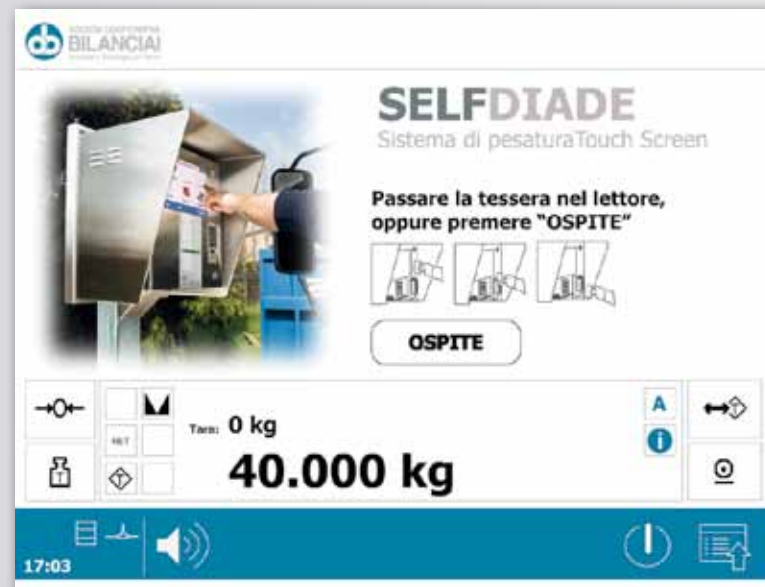 BILANCIAI
SELFDIADE
Sistema di pesaturaTouch Screen
Passare la tessera nel lettore,
oppure premere “OSPITE”
OSPITE
A
i
→0←
T
NET
Tara: 0 kg
T
40.000 kg
T
17:03